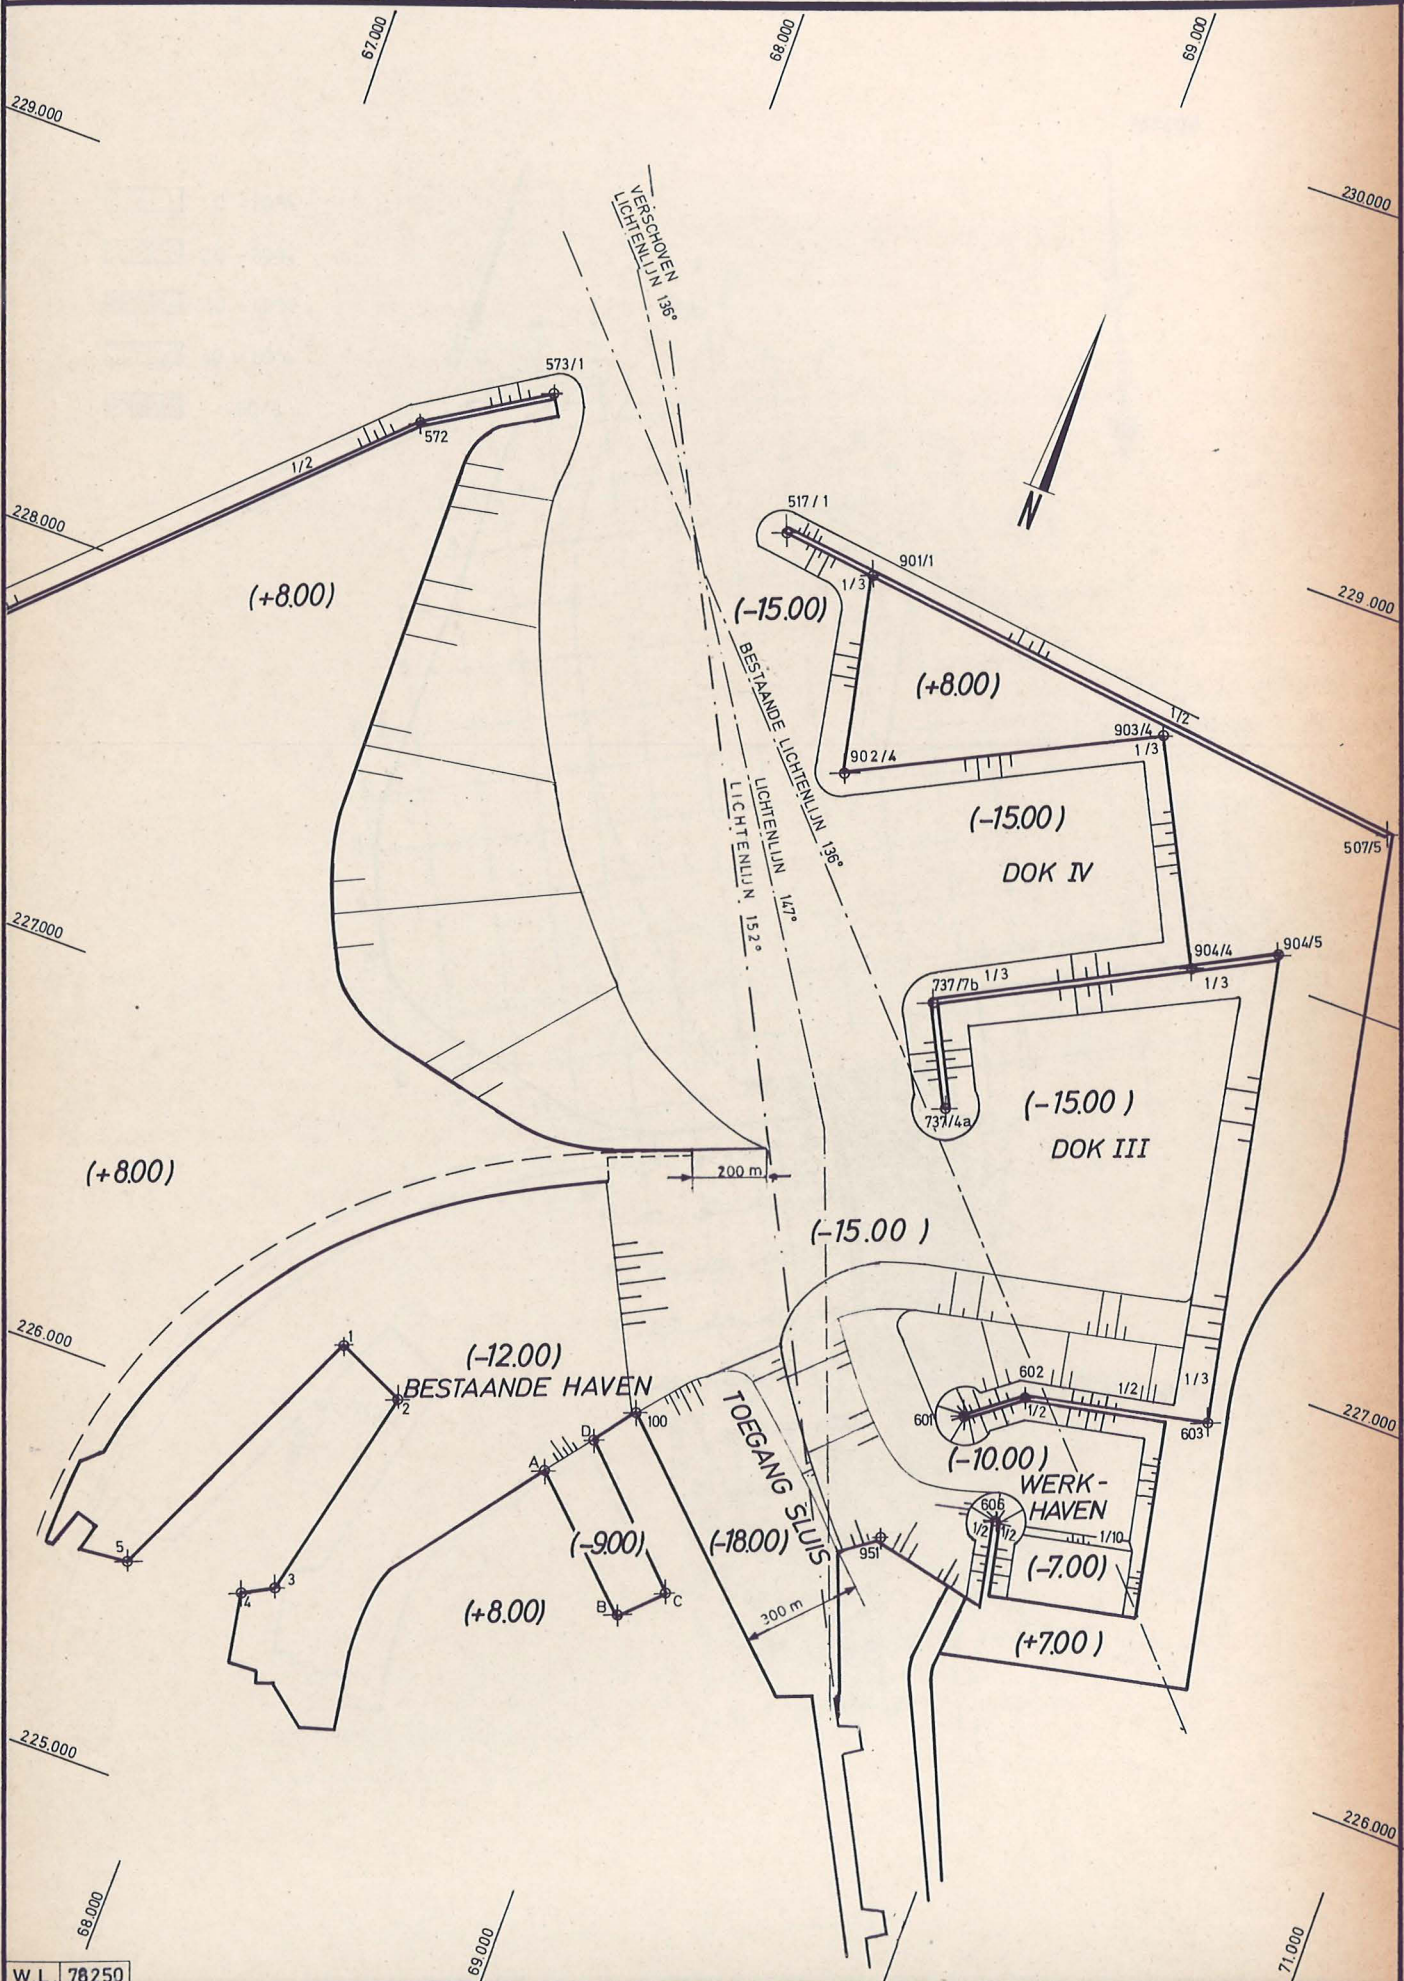 67.000
68.000
69.000
229.000
230.000
VERSCHOVEN
LICHTENLIJN 136°
573/1
572
1/2
N
517/1
228.000
901/1
1/3
(+8.00)
(-15.00)
229.000
(+8.00)
BESTAANDE LICHTENLIJN 136°
1/2
903/4
1/3
902/4
LICHTENLIJN 147°
LICHTENLIJN 152°
(-15.00)
507/5
DOK IV
227.000
904/4
904/5
1/3
1/3
737/7b
(-15.00)
737/4a
DOK III
(+8.00)
200 m
(-15.00)
226.000
1
(-12.00)
BESTAANDE HAVEN
2
602
1/2
1/3
1/2
601
603
227.000
100
D
TOEGANG SLUIS
(-10.00)
A
WERK-
HAVEN
606
1/2
1/2
1/10
5
(-9.00)
(-18.00)
951
(-7.00)
3
4
B
C
(+8.00)
300 m
(+7.00)
225.000
226.000
68.000
69.000
71.000
W.L. 78250